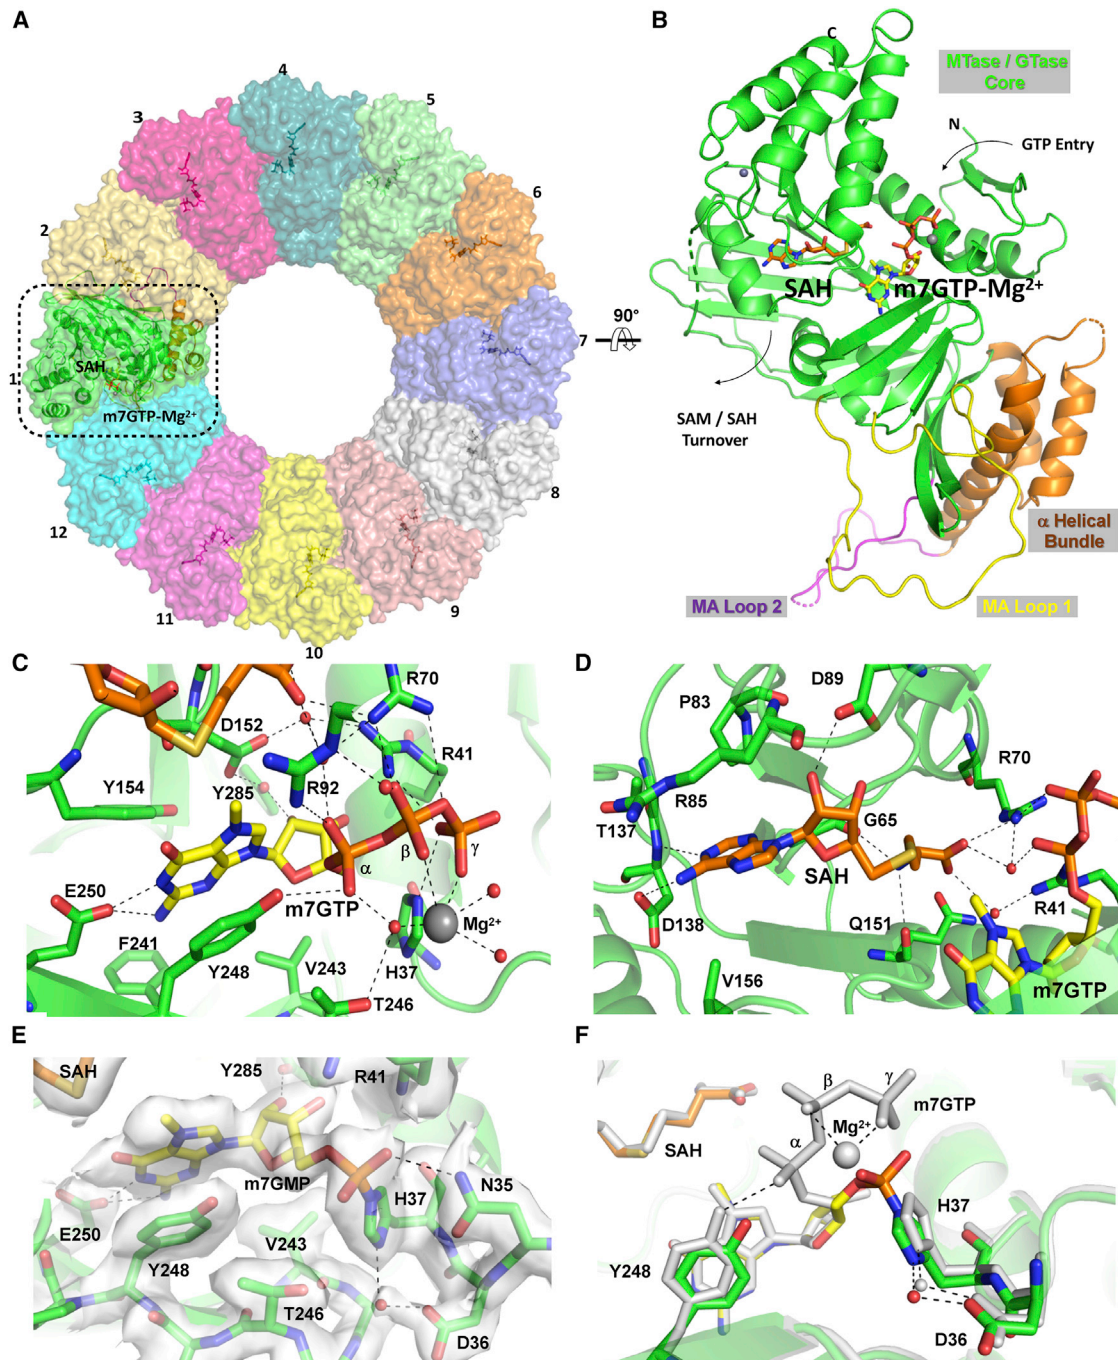 A
1
2
3
4
5
6
7
8
9
10
11
12
SAH
m7GTP-Mg²⁺
90°
B
C
MTase / GTase
Core
N
GTP Entry
SAH
m7GTP-Mg²⁺
SAM / SAH
Turnover
α Helical
Bundle
MA Loop 2
MA Loop 1
C
R70
D152
R41
Y154
Y285
R92
β
γ
α
E250
m7GTP
Mg²⁺
F241
Y248
V243
H37
T246
D
D89
P83
R70
R85
T137
G65
SAH
D138
Q151
R41
V156
m7GTP
E
SAH
Y285
R41
m7GMP
H37
N35
E250
V243
Y248
T246
D36
F
β
γ
m7GTP
Mg²⁺
SAH
α
H37
Y248
D36